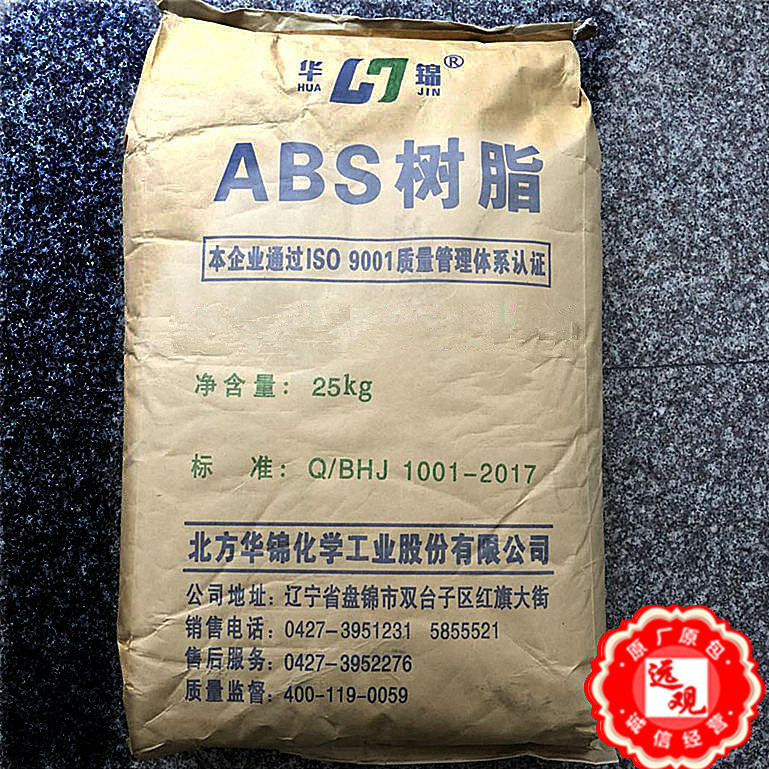 华 锦®
HUA JIN
ABS树脂
本企业通过ISO 9001质量管理体系认证
净含量：25kg
标 准：Q/BHJ 1001-2017
北方华锦化学工业股份有限公司
公司地址：辽宁省盘锦市双台子区红旗大街
销售电话：0427-3951231 5855521
售后服务：0427-3952276
质量监督：400-119-0059
原厂原包
远观
诚信经营